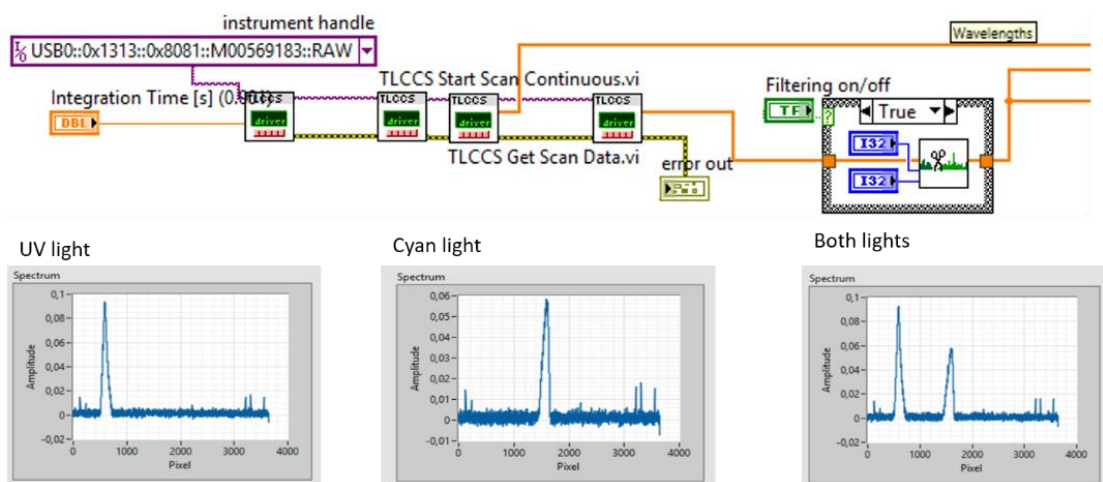 instrument handle
USB0::0x1313::0x8081::M00569183::RAW
Wavelengths
TLCCS Start Scan Continuous.vi
Filtering on/off
Integration Time [s] (0.
TLCCS
TLCCS
TLCCS
TLCCS
driver
driver
driver
driver
DBL
TF
?
True
I32
I32
TLCCS Get Scan Data.vi
error out
UV light
Cyan light
Both lights
Spectrum
Spectrum
Spectrum
0,1
0,08
0,06
0,04
0,02
0
-0,02
Amplitude
0
1000
2000
3000
4000
Pixel
0,06
0,05
0,04
0,03
0,02
0,01
0
-0,01
Amplitude
0
1000
2000
3000
4000
Pixel
0,1
0,08
0,06
0,04
0,02
0
-0,02
Amplitude
0
1000
2000
3000
4000
Pixel